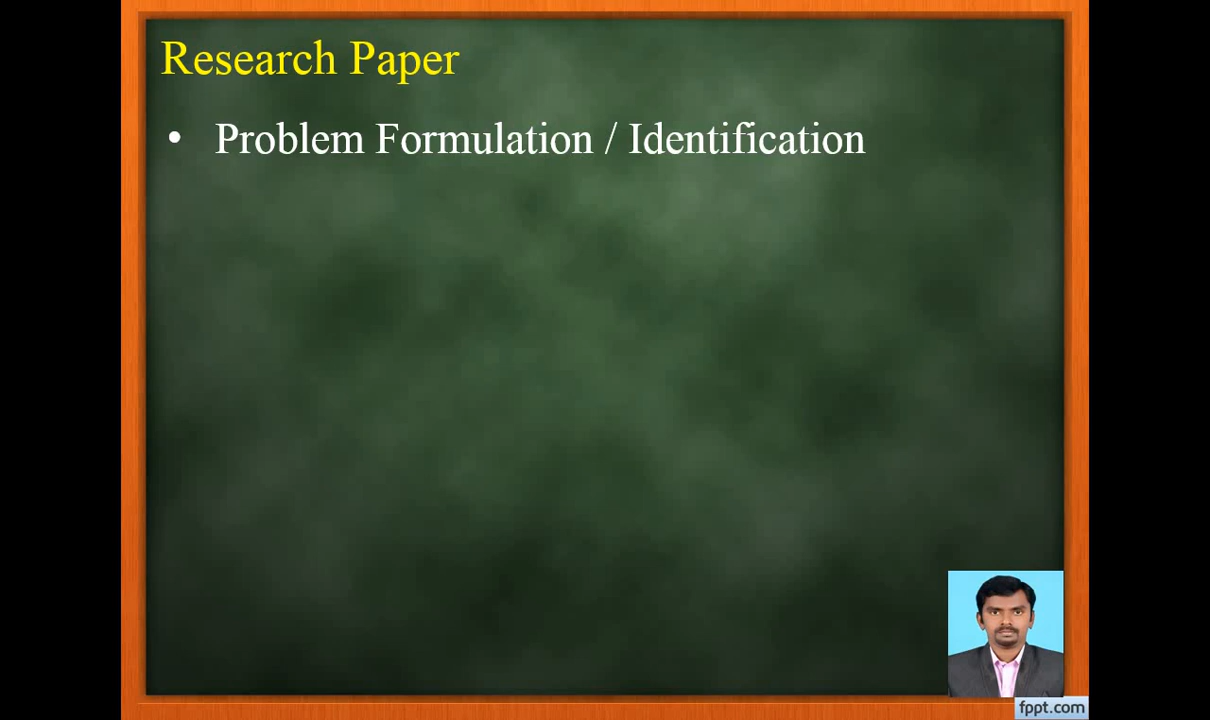 Research Paper
• Problem Formulation / Identification
fppt.com